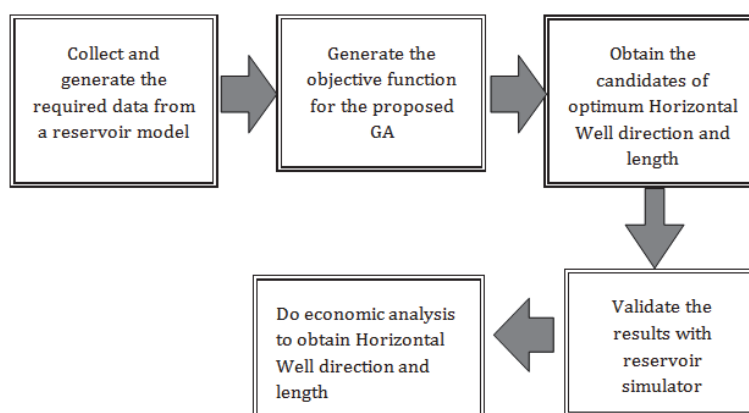 Collect and
generate the
required data from
a reservoir model
Generate the
objective function
for the proposed
GA
Obtain the
candidates of
optimum Horizontal
Well direction and
length
Validate the
results with
reservoir
simulator
Do economic analysis
to obtain Horizontal
Well direction and
length